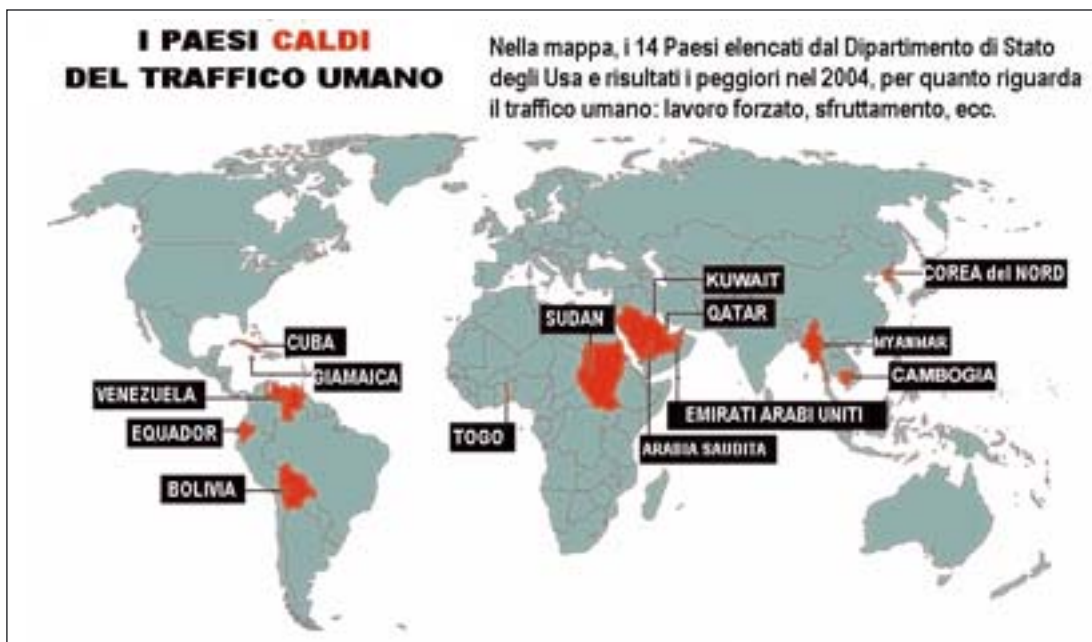 I PAESI CALDI
DEL TRAFFICO UMANO
Nella mappa, i 14 Paesi elencati dal Dipartimento di Stato
degli Usa e risultati i peggiori nel 2004, per quanto riguarda
il traffico umano: lavoro forzato, sfruttamento, ecc.
KUWAIT
COREA del NORD
SUDAN
QATAR
CUBA
MYANMAR
GIAMAICA
CAMBOGIA
VENEZUELA
EMIRATI ARABI UNITI
EQUADOR
TOGO
ARABIA SAUDITA
BOLIVIA